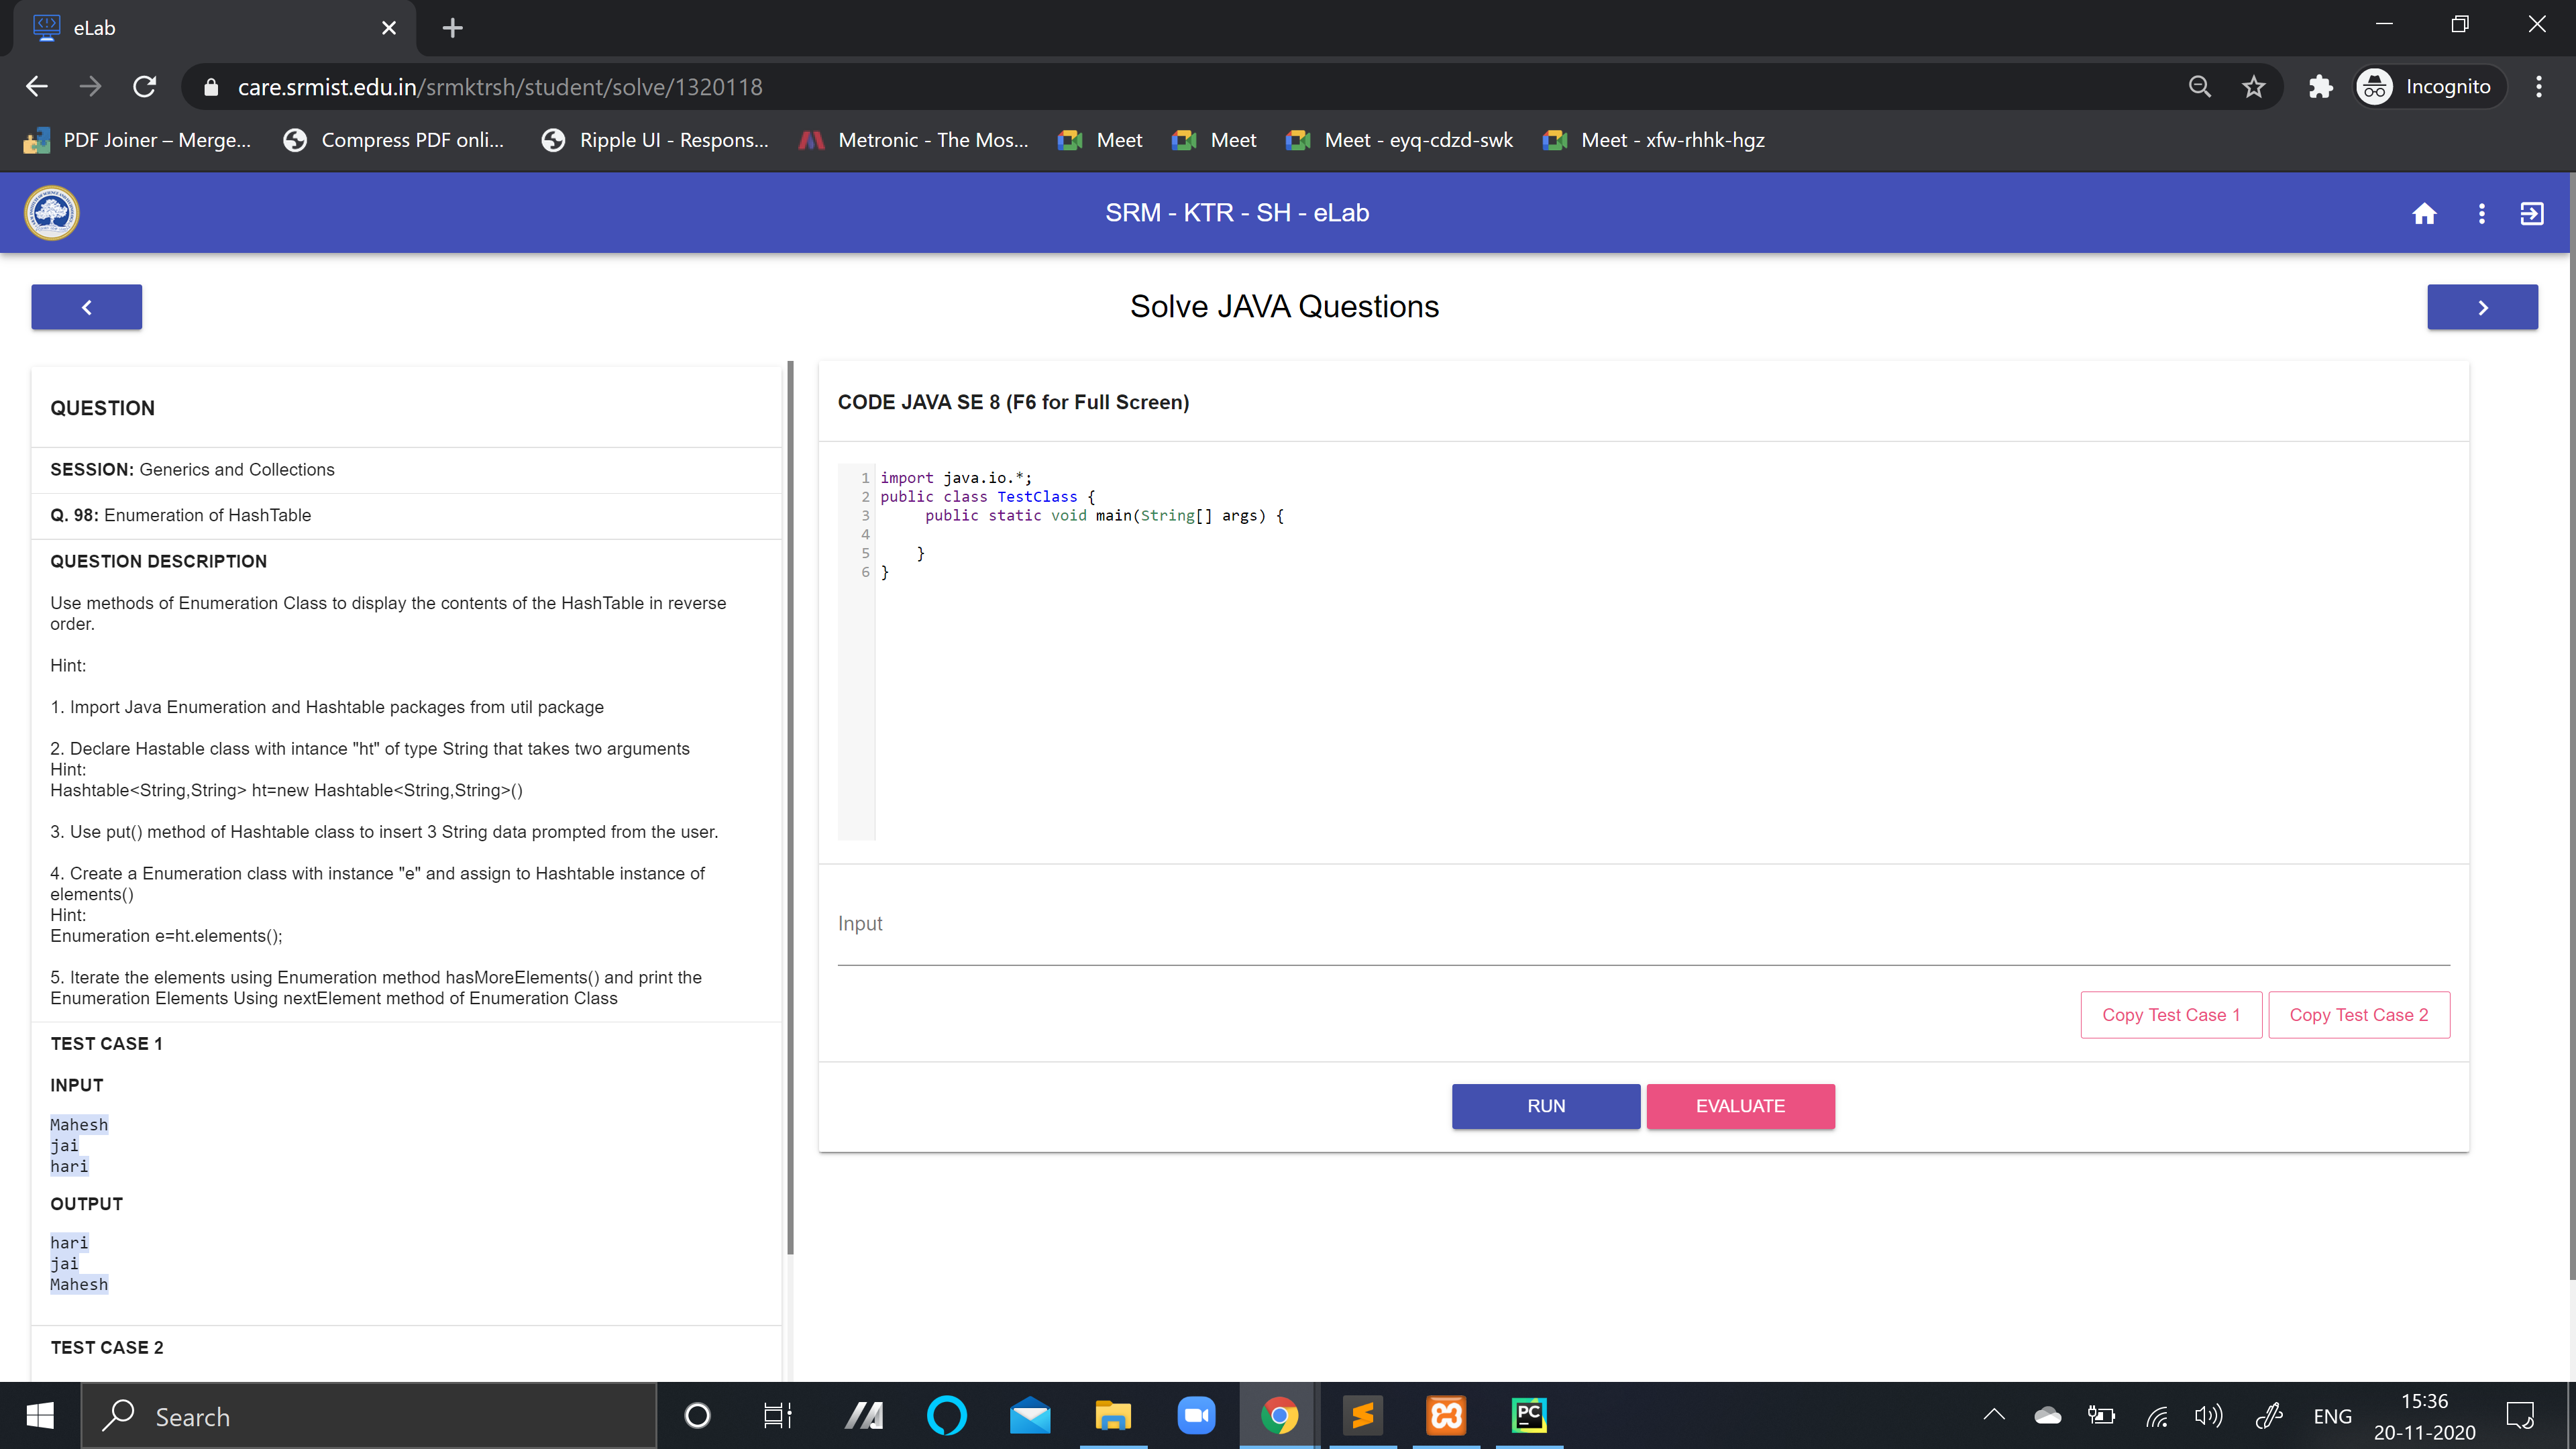 eLab
care.srmist.edu.in/srmktrsh/student/solve/1320118
Incognito
PDF Joiner – Merge...
Compress PDF onli...
Ripple UI - Respons...
Metronic - The Mos...
Meet
Meet
Meet - eyq-cdzd-swk
Meet - xfw-rhhk-hgz
SRM - KTR - SH - eLab
Solve JAVA Questions
QUESTION
SESSION: Generics and Collections
Q. 98: Enumeration of HashTable
QUESTION DESCRIPTION
Use methods of Enumeration Class to display the contents of the HashTable in reverse
order.
Hint:
1. Import Java Enumeration and Hashtable packages from util package
2. Declare Hastable class with intance "ht" of type String that takes two arguments
Hint:
Hashtable<String,String> ht=new Hashtable<String,String>()
3. Use put() method of Hashtable class to insert 3 String data prompted from the user.
4. Create a Enumeration class with instance "e" and assign to Hashtable instance of
elements()
Hint:
Enumeration e=ht.elements();
5. Iterate the elements using Enumeration method hasMoreElements() and print the
Enumeration Elements Using nextElement method of Enumeration Class
TEST CASE 1
INPUT
Mahesh
jai
hari
OUTPUT
hari
jai
Mahesh
TEST CASE 2
CODE JAVA SE 8 (F6 for Full Screen)
1 import java.io.*;
2 public class TestClass {
3 public static void main(String[] args) {
4
5 }
6 }
Input
Copy Test Case 1
Copy Test Case 2
RUN
EVALUATE
Search
PC
ENG
15:36
20-11-2020